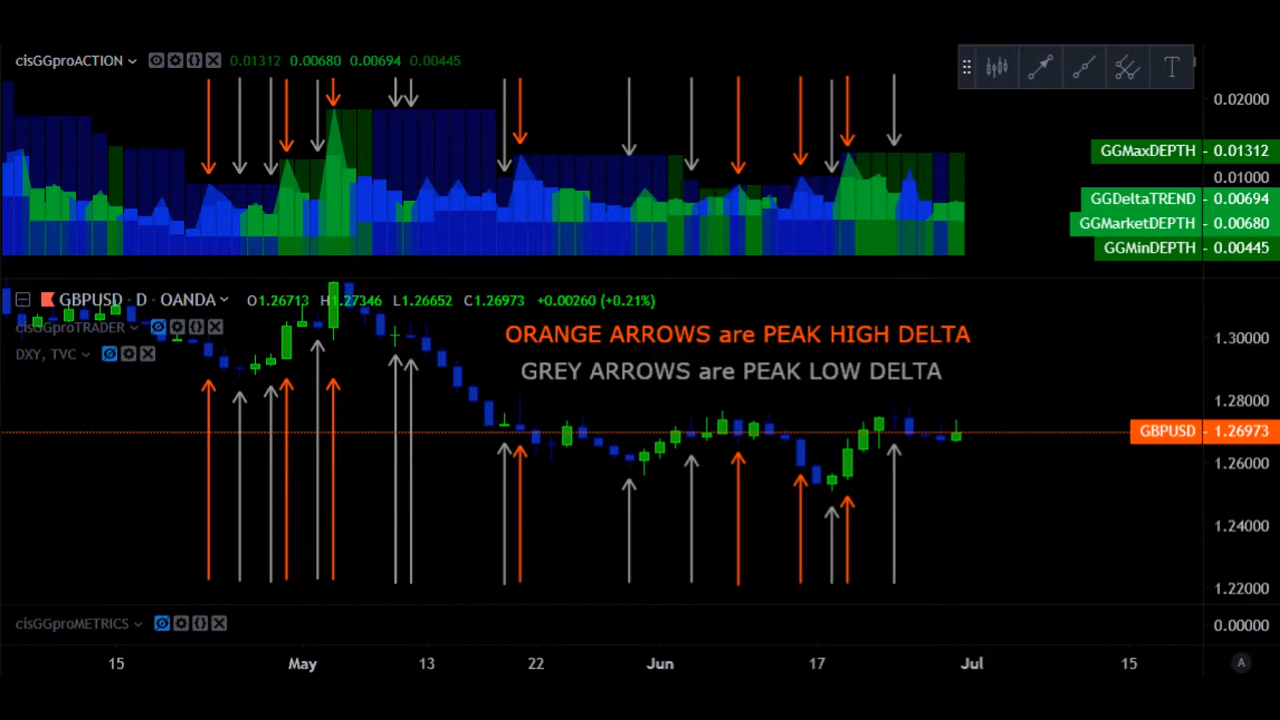 cisGGproACTION 0.01312 0.00680 0.00694 0.00445
T
0.02000
GGMaxDEPTH - 0.01312
0.01000
GGDeltaTREND - 0.00694
GGMarketDEPTH - 0.00680
GGMinDEPTH - 0.00445
GBPUSD · D · OANDA O1.26713 H1.27346 L1.26652 C1.26973 +0.00260 (+0.21%)
cisGGproTRADER
DXY, TVC
ORANGE ARROWS are PEAK HIGH DELTA
GREY ARROWS are PEAK LOW DELTA
1.30000
1.28000
GBPUSD - 1.26973
1.26000
1.24000
1.22000
cisGGproMETRICS
0.00000
15 May 13 22 Jun 17 Jul 15
A